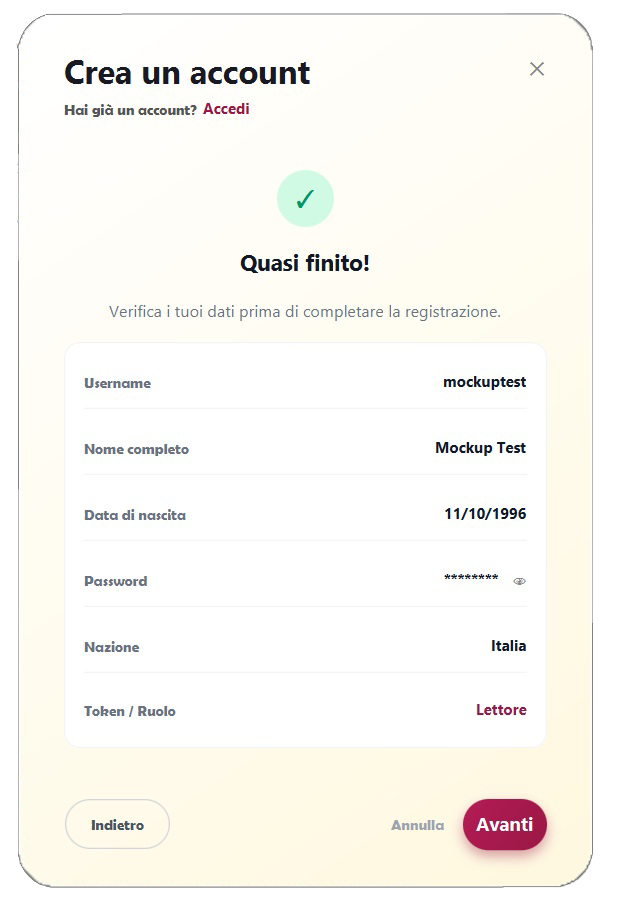 Crea un account
Hai già un account? Accedi
✓
Quasi finito!
Verifica i tuoi dati prima di completare la registrazione.
Username mockuptest
Nome completo Mockup Test
Data di nascita 11/10/1996
Password ********
Nazione Italia
Token / Ruolo Lettore
Indietro Annulla Avanti